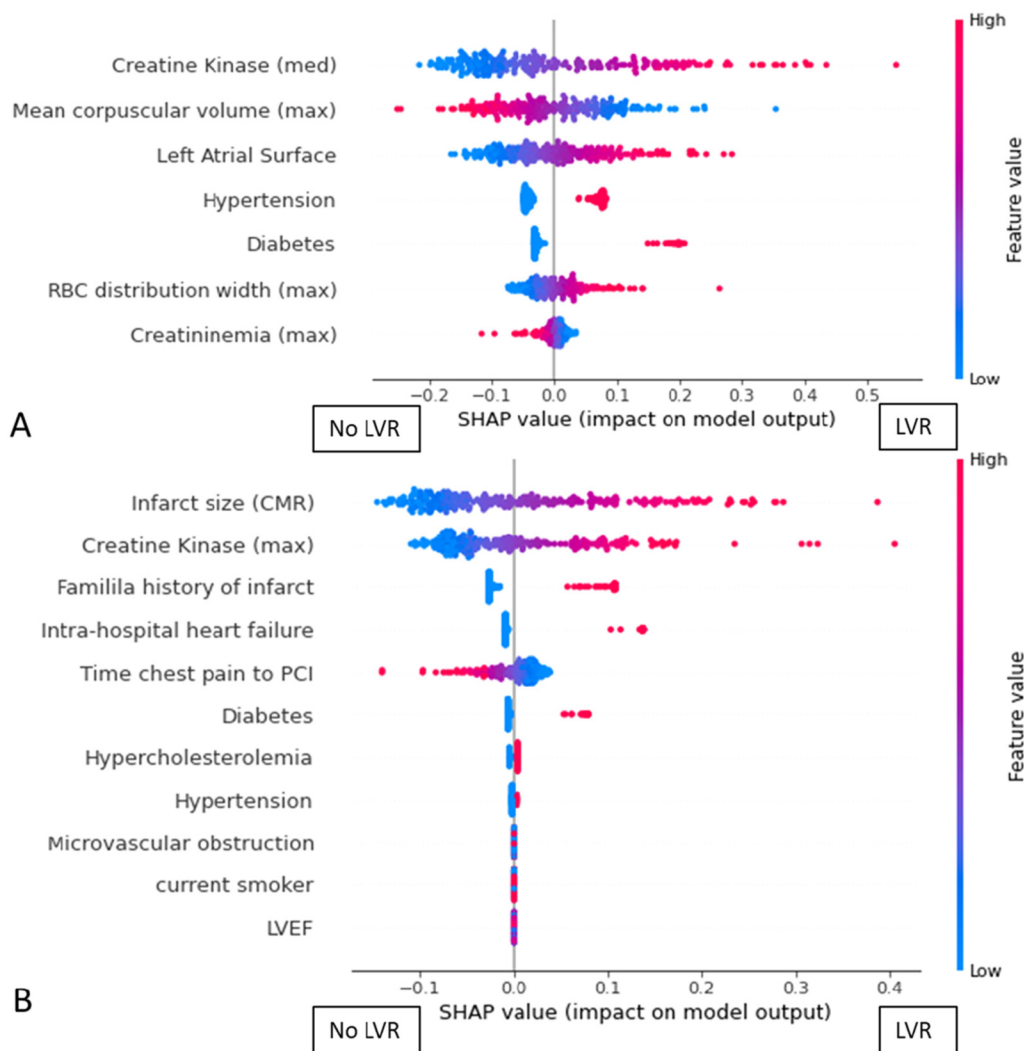 High
Creatine Kinase (med)
Mean corpuscular volume (max)
Left Atrial Surface
Hypertension
Diabetes
RBC distribution width (max)
Creatininemia (max)
Feature value
Low
−0.2 −0.1 0.0 0.1 0.2 0.3 0.4 0.5
SHAP value (impact on model output)
A
No LVR
LVR
High
Infarct size (CMR)
Creatine Kinase (max)
Familila history of infarct
Intra-hospital heart failure
Time chest pain to PCI
Diabetes
Hypercholesterolemia
Hypertension
Microvascular obstruction
current smoker
LVEF
Feature value
Low
−0.1 0.0 0.1 0.2 0.3 0.4
SHAP value (impact on model output)
B
No LVR
LVR